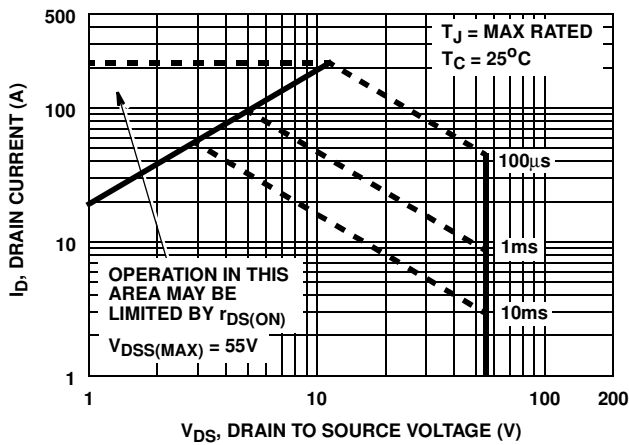 500
100
10
1
I_D, DRAIN CURRENT (A)
T_J = MAX RATED
T_C = 25°C
100μs
1ms
10ms
OPERATION IN THIS
AREA MAY BE
LIMITED BY r_DS(ON)
V_DSS(MAX) = 55V
1
10
100
200
V_DS, DRAIN TO SOURCE VOLTAGE (V)